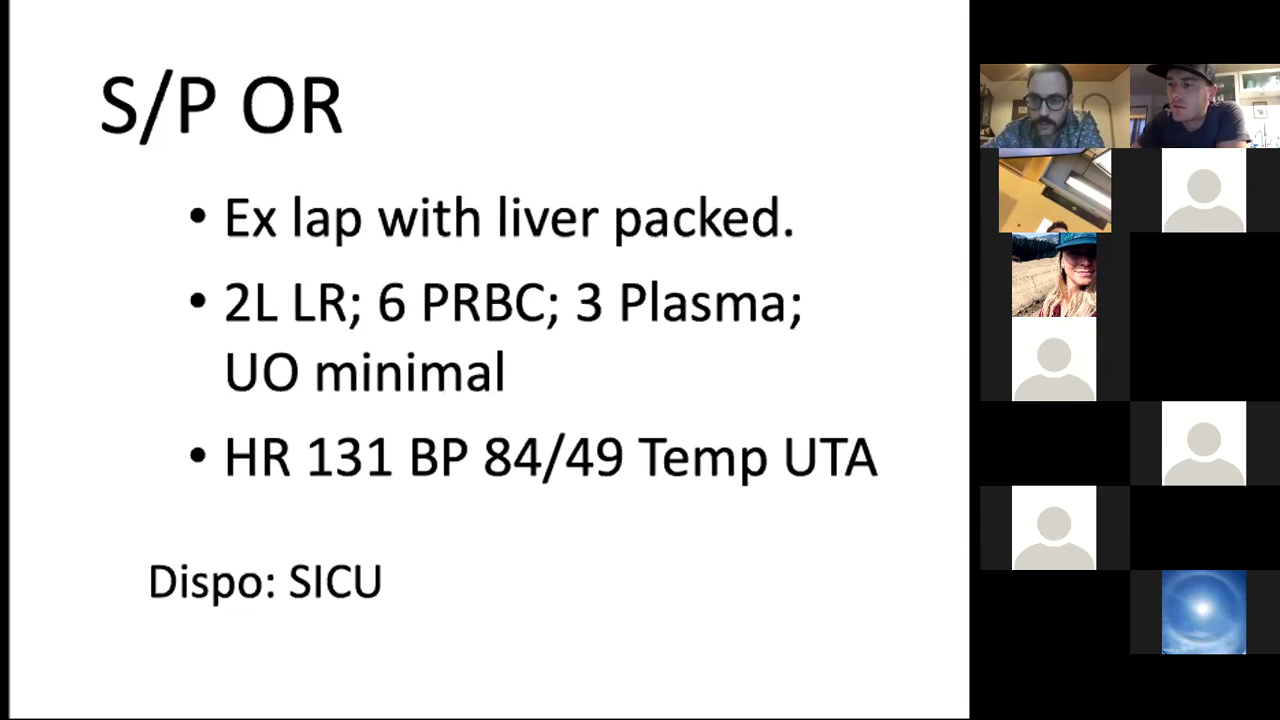 S/P OR
• Ex lap with liver packed.
• 2L LR; 6 PRBC; 3 Plasma;
UO minimal
• HR 131 BP 84/49 Temp UTA
Dispo: SICU